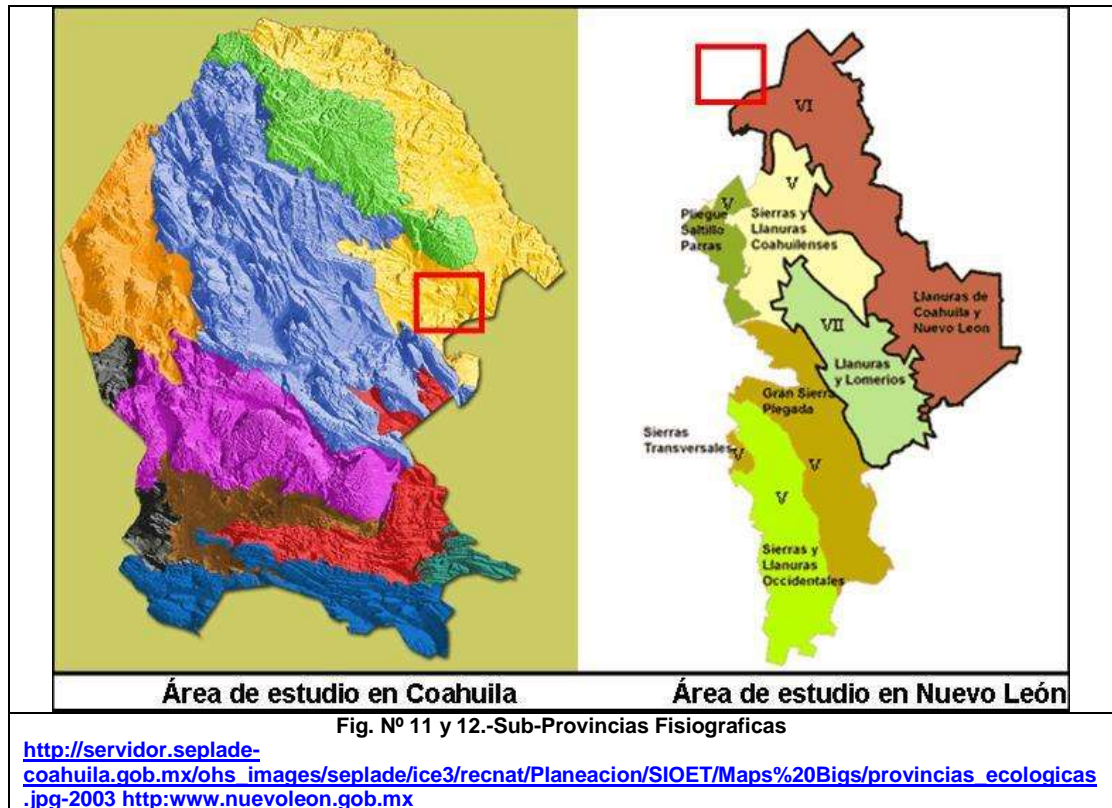 VI
V
V
Pliegue
Saltillo
Parras
Sierras y
Llanuras
Coahuilenses
Llanuras de
Coahuila y
Nuevo Leon
VII
Llanuras
y Lomerios
Gran Sierra
Plegada
Sierras
Transversales
V
V
V
Sierras y
Llanuras
Occidentales
Área de estudio en Coahuila
Área de estudio en Nuevo León
Fig. Nº 11 y 12.-Sub-Provincias Fisiograficas
http://servidor.seplade-
coahuila.gob.mx/ohs_images/seplade/ice3/recnat/Planeacion/SIOET/Maps%20Bigs/provincias_ecologicas
.jpg-2003 http:www.nuevoleon.gob.mx